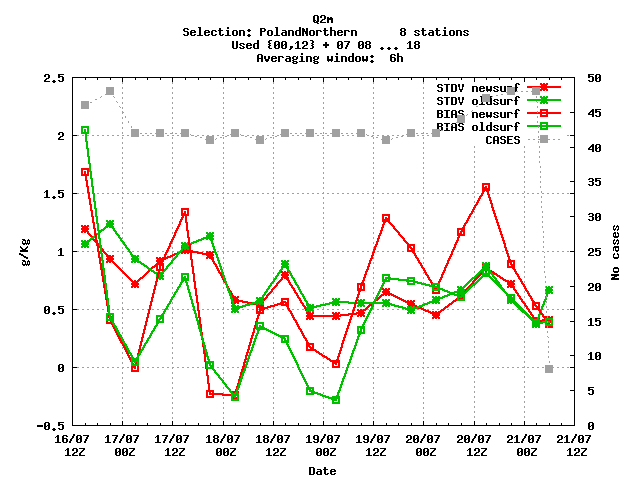 Q2m
Selection: PolandNorthern 8 stations
Used {00,12} + 07 08 ... 18
Averaging window: 6h
STDV newsurf
STDV oldsurf
BIAS newsurf
BIAS oldsurf
CASES
2.5
2
1.5
1
0.5
0
-0.5
g/Kg
50
45
40
35
30
25
20
15
10
5
0
No cases
16/07 17/07 17/07 18/07 18/07 19/07 19/07 20/07 20/07 21/07 21/07
12Z 00Z 12Z 00Z 12Z 00Z 12Z 00Z 12Z 00Z 12Z
Date